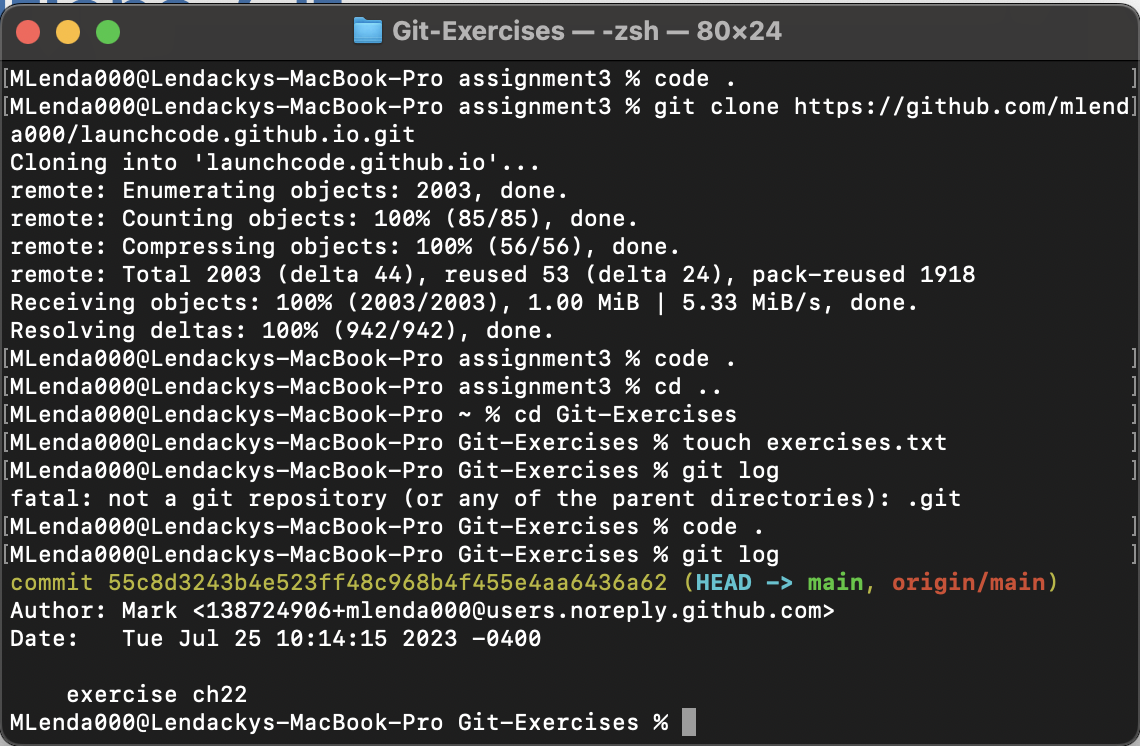 Git-Exercises — -zsh — 80×24
[MLenda000@Lendackys-MacBook-Pro assignment3 % code .                           ]
[MLenda000@Lendackys-MacBook-Pro assignment3 % git clone https://github.com/mlend]
a000/launchcode.github.io.git
Cloning into 'launchcode.github.io'...
remote: Enumerating objects: 2003, done.
remote: Counting objects: 100% (85/85), done.
remote: Compressing objects: 100% (56/56), done.
remote: Total 2003 (delta 44), reused 53 (delta 24), pack-reused 1918
Receiving objects: 100% (2003/2003), 1.00 MiB | 5.33 MiB/s, done.
Resolving deltas: 100% (942/942), done.
[MLenda000@Lendackys-MacBook-Pro assignment3 % code .                           ]
[MLenda000@Lendackys-MacBook-Pro assignment3 % cd ..                            ]
[MLenda000@Lendackys-MacBook-Pro ~ % cd Git-Exercises                           ]
[MLenda000@Lendackys-MacBook-Pro Git-Exercises % touch exercises.txt            ]
[MLenda000@Lendackys-MacBook-Pro Git-Exercises % git log                        ]
fatal: not a git repository (or any of the parent directories): .git
[MLenda000@Lendackys-MacBook-Pro Git-Exercises % code .                         ]
[MLenda000@Lendackys-MacBook-Pro Git-Exercises % git log                        ]
commit 55c8d3243b4e523ff48c968b4f455e4aa6436a62 (HEAD -> main, origin/main)
Author: Mark <138724906+mlenda000@users.noreply.github.com>
Date:   Tue Jul 25 10:14:15 2023 -0400

    exercise ch22
MLenda000@Lendackys-MacBook-Pro Git-Exercises %